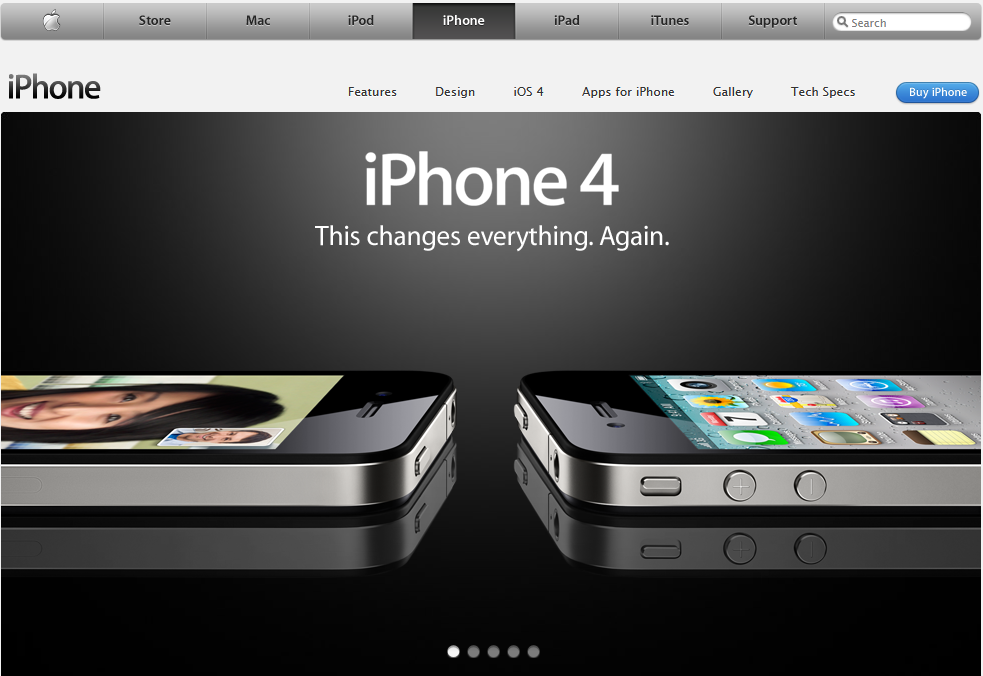 Store Mac iPod iPhone iPad iTunes Support Search
iPhone Features Design iOS 4 Apps for iPhone Gallery Tech Specs Buy iPhone
iPhone 4
This changes everything. Again.
7